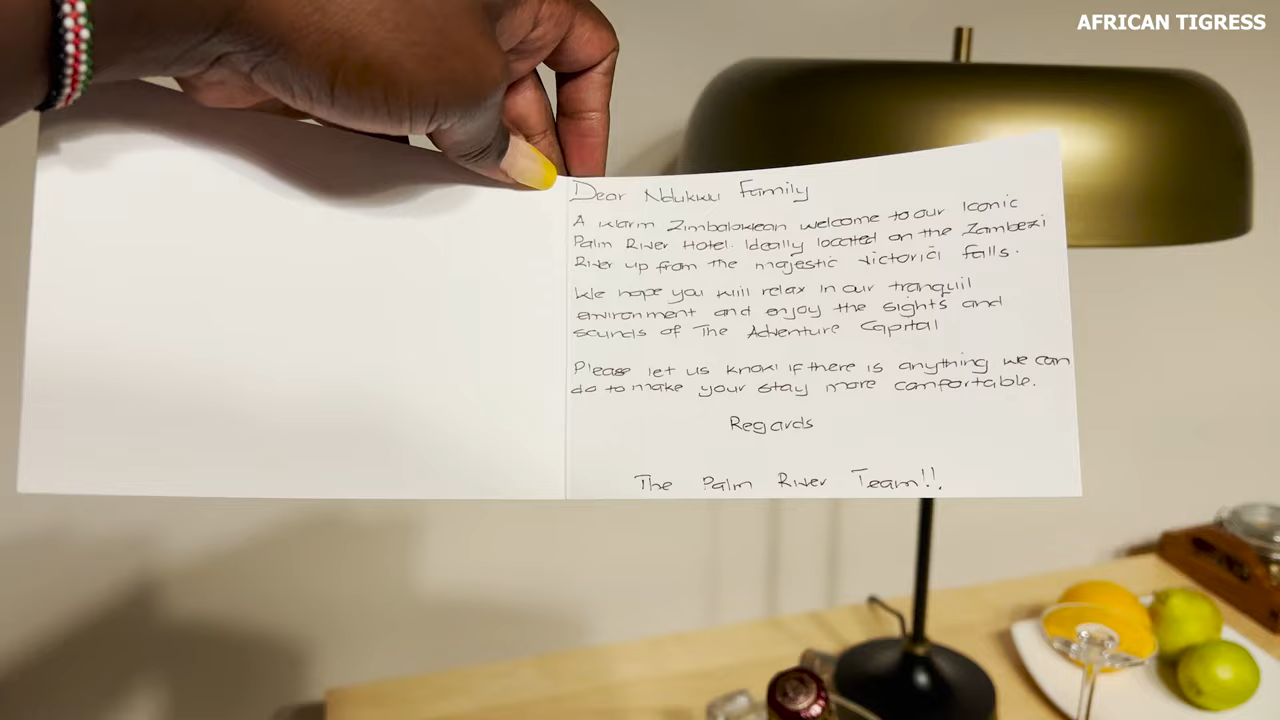 AFRICAN TIGRESS
Dear Ndukwu Family
A warm Zimbabwean welcome to our Iconic
Palm River Hotel. Ideally located on the Zambezi
River up from the majestic victoria falls.
We hope you will relax in our tranquil
environment and enjoy the sights and
sounds of The Adventure Capital
Please let us know if there is anything we can
do to make your stay more comfortable.
Regards
The Palm River Team!!.